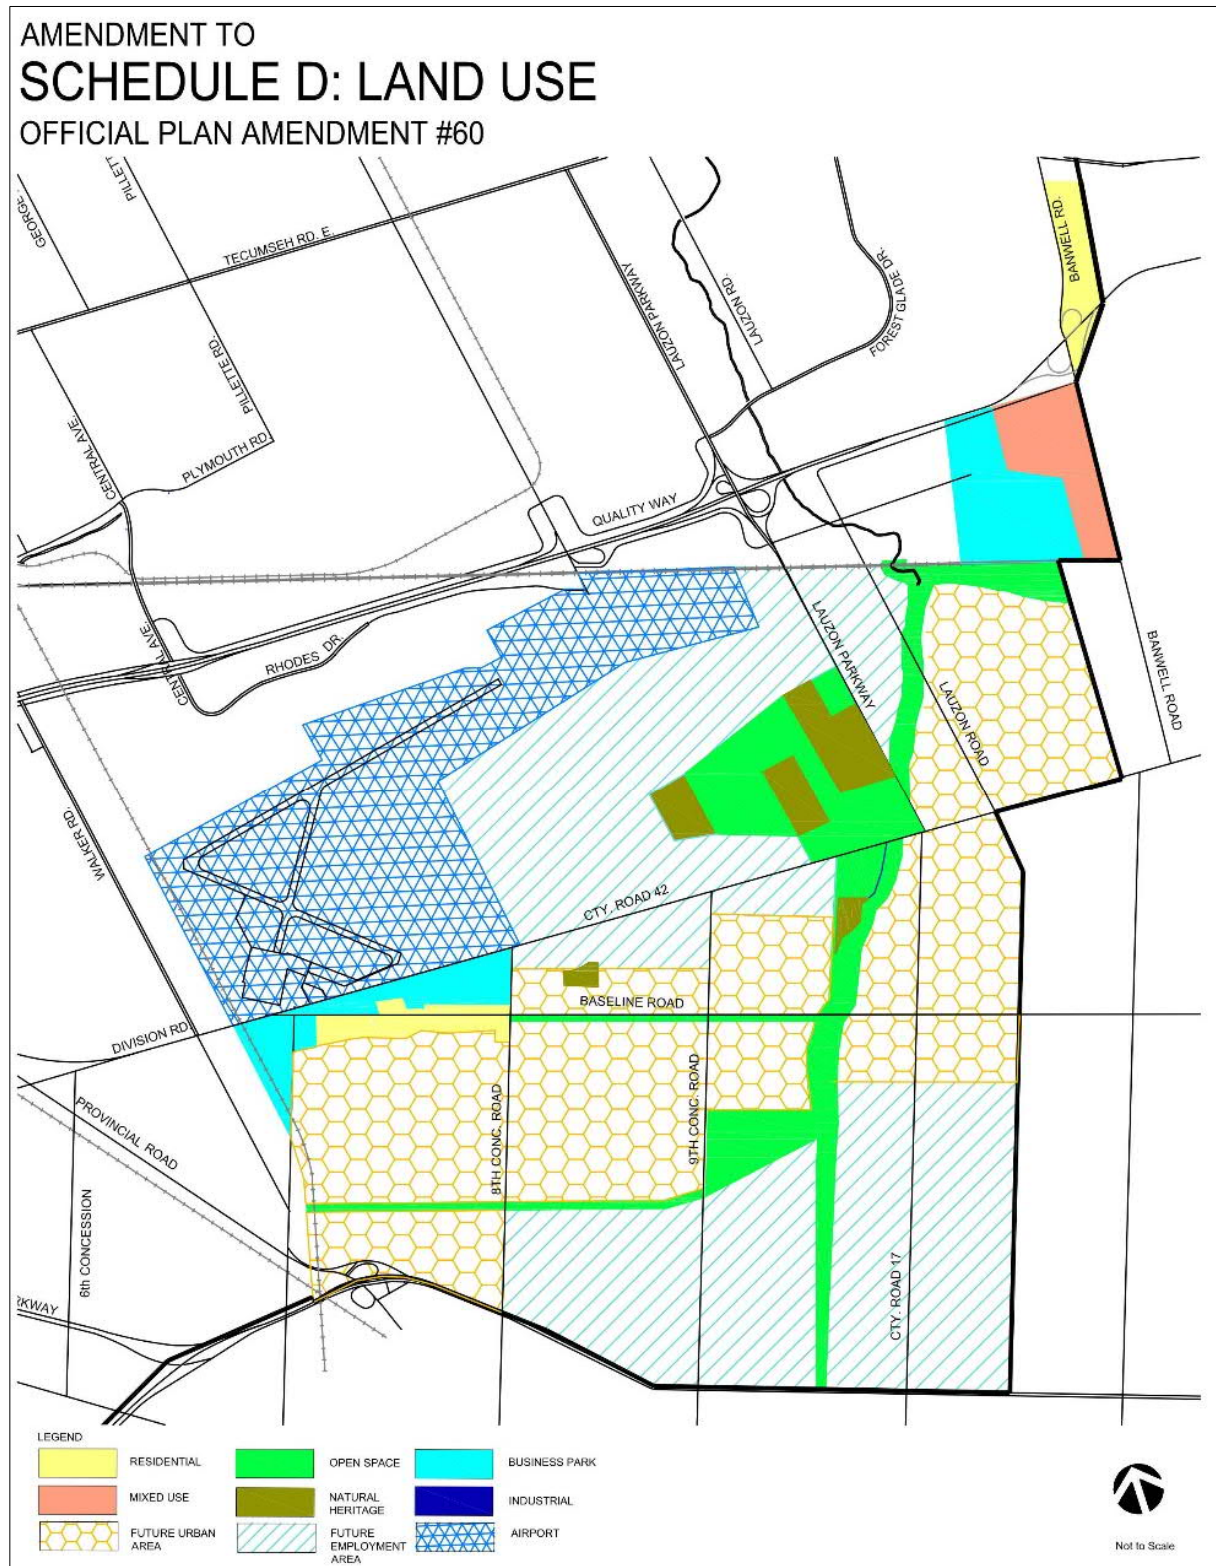 AMENDMENT TO
SCHEDULE D: LAND USE
OFFICIAL PLAN AMENDMENT #60
GEORGE
PILLETT
TECUMSEH RD. E.
LAUZON PARKWAY
LAUZON RD.
FOREST GLADE DR.
BANWELL RD.
PILLETTE RD.
CENTRAL AVE.
PLYMOUTH RD.
QUALITY WAY
LAUZON PARKWAY
RHODES DR.
CENTRAL AVE.
LAUZON ROAD
BANWELL ROAD
WALKER RD.
CTY. ROAD 42
BASELINE ROAD
DIVISION RD.
PROVINCIAL ROAD
8TH CONC. ROAD
9TH CONC. ROAD
6th CONCESSION
CTY. ROAD 17
RKWAY
LEGEND
RESIDENTIAL
OPEN SPACE
BUSINESS PARK
MIXED USE
NATURAL
HERITAGE
INDUSTRIAL
FUTURE URBAN
AREA
FUTURE
EMPLOYMENT
AREA
AIRPORT
Not to Scale